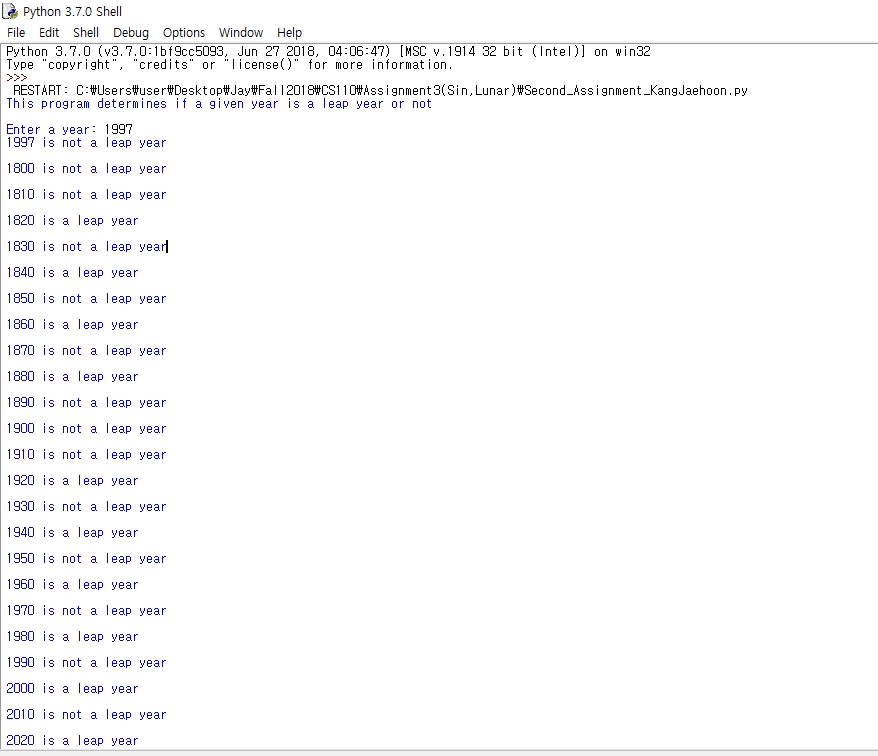 Python 3.7.0 Shell
File Edit Shell Debug Options Window Help
Python 3.7.0 (v3.7.0:1bf9cc5093, Jun 27 2018, 04:06:47) [MSC v.1914 32 bit (Intel)] on win32
Type "copyright", "credits" or "license()" for more information.
>>>
RESTART: C:₩Users₩user₩Desktop₩Jay₩Fall2018₩CS110₩Assignment3(Sin,Lunar)₩Second_Assignment_KangJaehoon.py
This program determines if a given year is a leap year or not
Enter a year: 1997
1997 is not a leap year
1800 is not a leap year
1810 is not a leap year
1820 is a leap year
1830 is not a leap year
1840 is a leap year
1850 is not a leap year
1860 is a leap year
1870 is not a leap year
1880 is a leap year
1890 is not a leap year
1900 is not a leap year
1910 is not a leap year
1920 is a leap year
1930 is not a leap year
1940 is a leap year
1950 is not a leap year
1960 is a leap year
1970 is not a leap year
1980 is a leap year
1990 is not a leap year
2000 is a leap year
2010 is not a leap year
2020 is a leap year